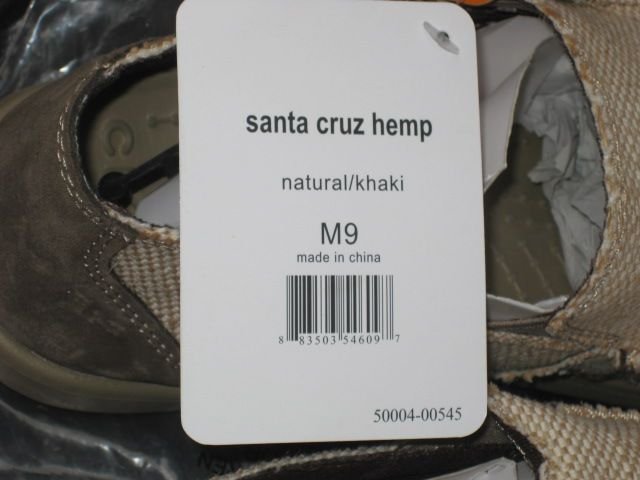 santa cruz hemp
natural/khaki
M9
made in china
8 83503 54609 7
50004-00545